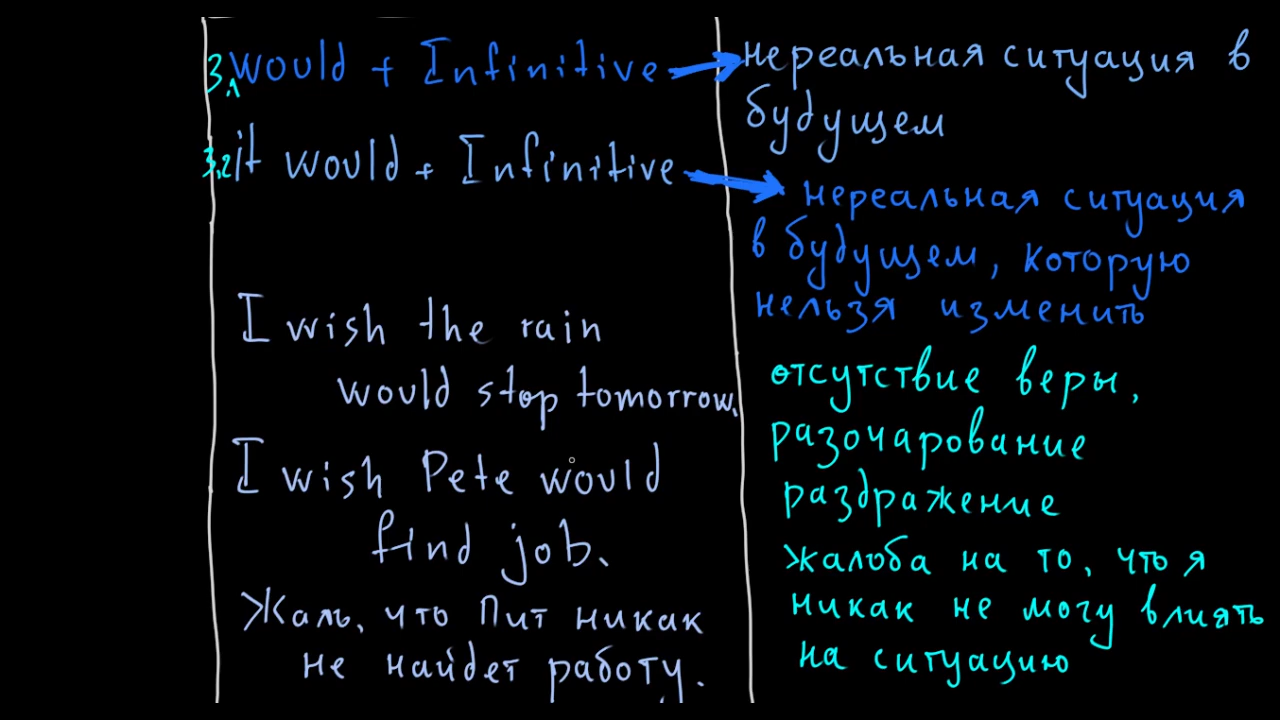 3.1 would + Infinitive → нереальная ситуация в
будущем
3.2 it would + Infinitive → нереальная ситуация
в будущем, которую
нельзя изменить
I wish the rain
would stop tomorrow.
I wish Pete would
find job.
Жаль, что Пит никак
не найдет работу.
отсутствие веры,
разочарование
раздражение
жалоба на то, что я
никак не могу влиять
на ситуацию